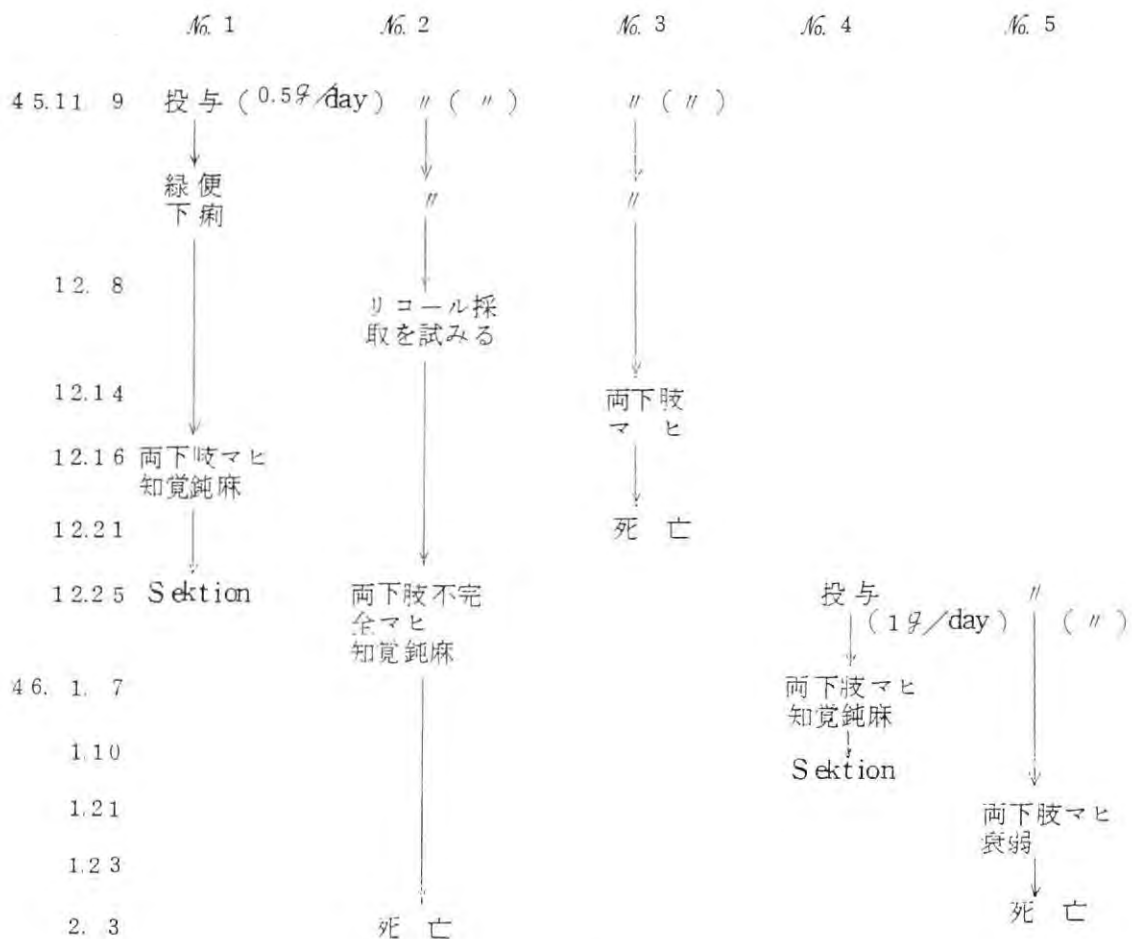 № 1 № 2 № 3 № 4 № 5
45.11. 9 投与 ( 0.5g/day ) 〃 ( 〃 ) 〃 ( 〃 )
緑便
下痢
〃 〃
12. 8
リコール採
取を試みる
12.14 両下肢
マ ヒ
12.16 両下岐マヒ
知覚鈍麻
12.21 死 亡
12.25 Sektion 両下肢不完
全マヒ
知覚鈍麻
投与 〃
( 1g/day ) ( 〃 )
46. 1. 7 両下肢マヒ
知覚鈍麻
1.10 Sektion
1.21 両下肢マヒ
衰弱
1.23 死 亡
2. 3 死 亡